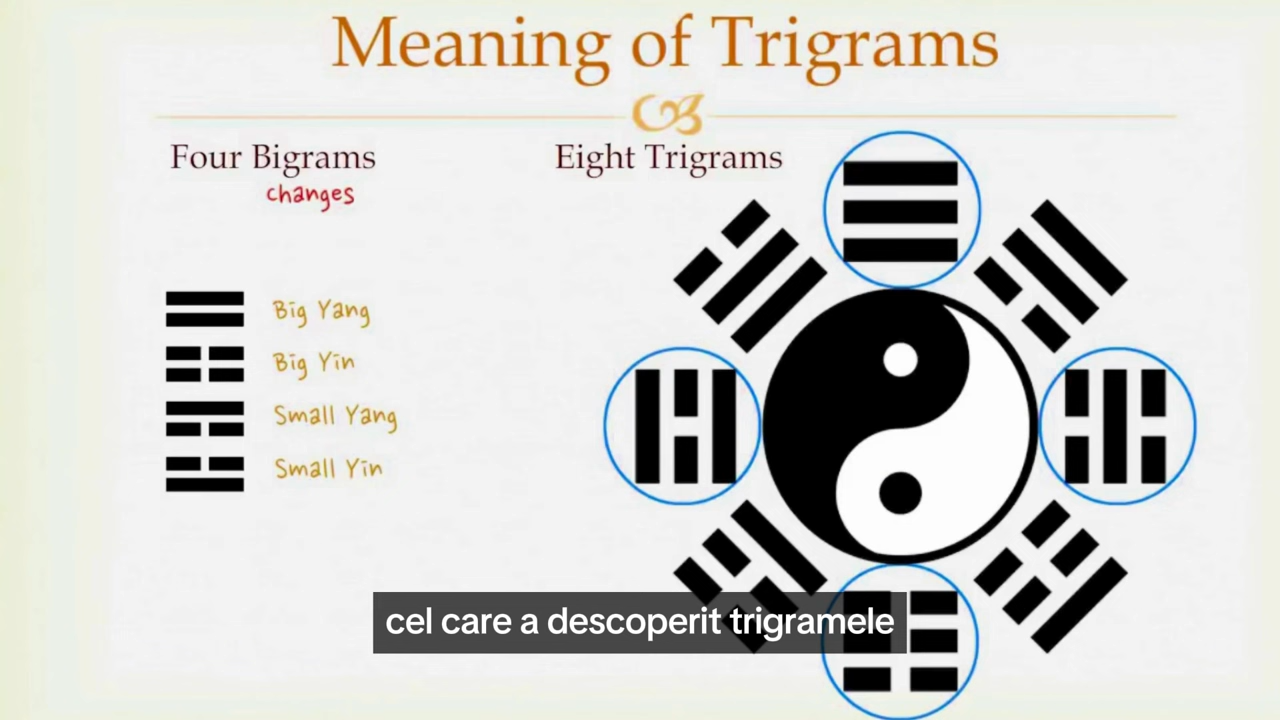 Meaning of Trigrams
Four Bigrams
changes
Eight Trigrams
Big Yang
Big Yin
Small Yang
Small Yin
cel care a descoperit trigramele